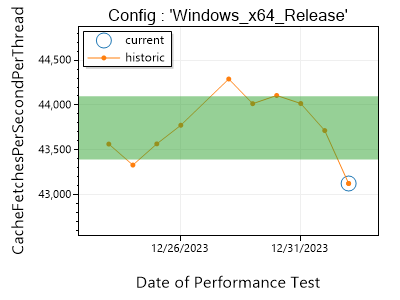 Config : 'Windows_x64_Release'
current
historic
CacheFetchesPerSecondPerThread
44,500
44,000
43,500
43,000
12/26/2023
12/31/2023
Date of Performance Test